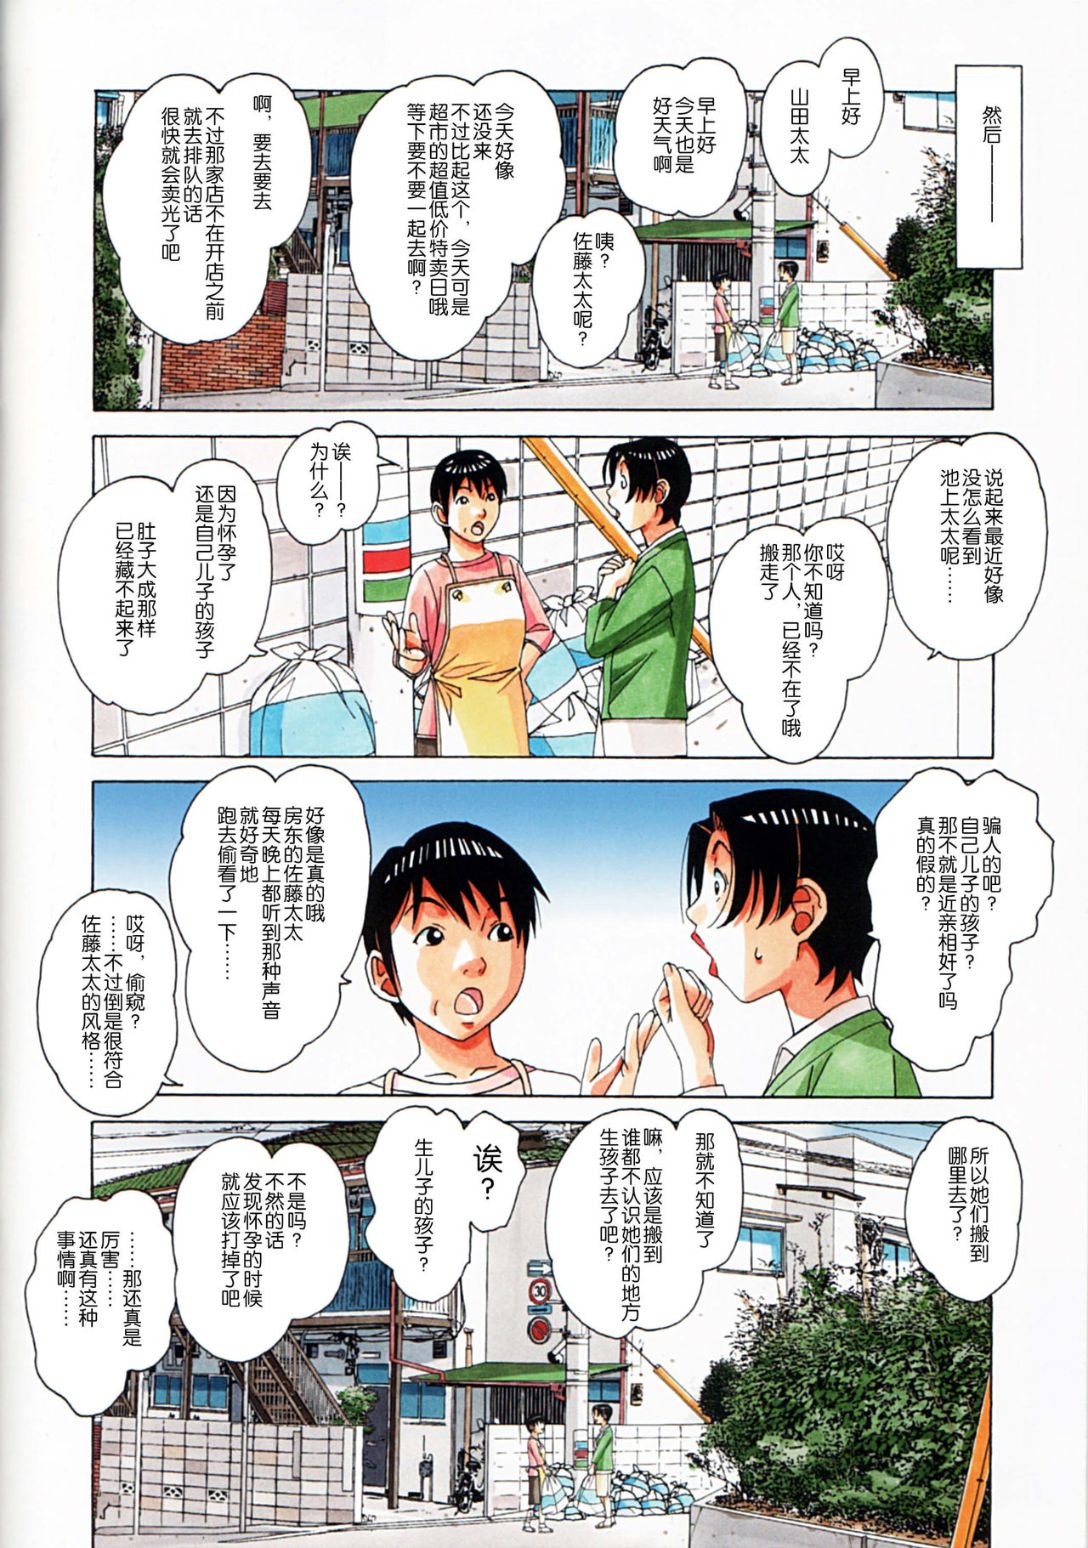 然后——
早上好
山田太太
早上好
今天也是
好天气啊
咦?
佐藤太太呢?
今天好像
还没来
不过比起这个,今天可是
超市的超值低价特卖日哦
等下要不要一起去啊?
啊,要去要去
不过那家店不在开店之前
就去排队的话
很快就会卖光了吧
说起来最近好像
没怎么看到
池上太太呢……
哎呀
你不知道吗?
那个人,已经不在了哦
搬走了
诶——?
为什么?
因为怀孕了
还是自己儿子的孩子
肚子大成那样
已经藏不起来了
骗人的吧?
自己儿子的孩子?
那不就是近亲相奸了吗
真的假的?
好像是真的哦
房东的佐藤太太
每天晚上都听到那种声音
就好奇地
跑去偷看了一下……
哎呀,偷窥?
……不过倒是很符合
佐藤太太的风格……
所以她们搬到
哪里去了?
那就不知道了
嘛,应该是搬到
谁都不认识她们的地方
生孩子去了吧?
诶?
生儿子的孩子?
不是吗?
不然的话
发现怀孕的时候
就应该打掉了吧
……那还真是
厉害……
还真有这种
事情啊……
30